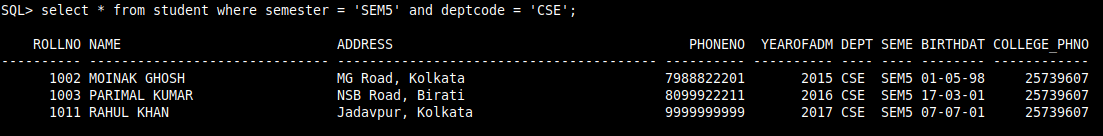 SQL> select * from student where semester = 'SEM5' and deptcode = 'CSE';
ROLLNO NAME ADDRESS PHONENO YEAROFADM DEPT SEME BIRTHDAT COLLEGE_PHNO
---------- ------------------------------ ---------------------------------------- ---------- ---------- ---- ---- -------- ------------
1002 MOINAK GHOSH MG Road, Kolkata 7988822201 2015 CSE SEM5 01-05-98 25739607
1003 PARIMAL KUMAR NSB Road, Birati 8099922211 2016 CSE SEM5 17-03-01 25739607
1011 RAHUL KHAN Jadavpur, Kolkata 9999999999 2017 CSE SEM5 07-07-01 25739607